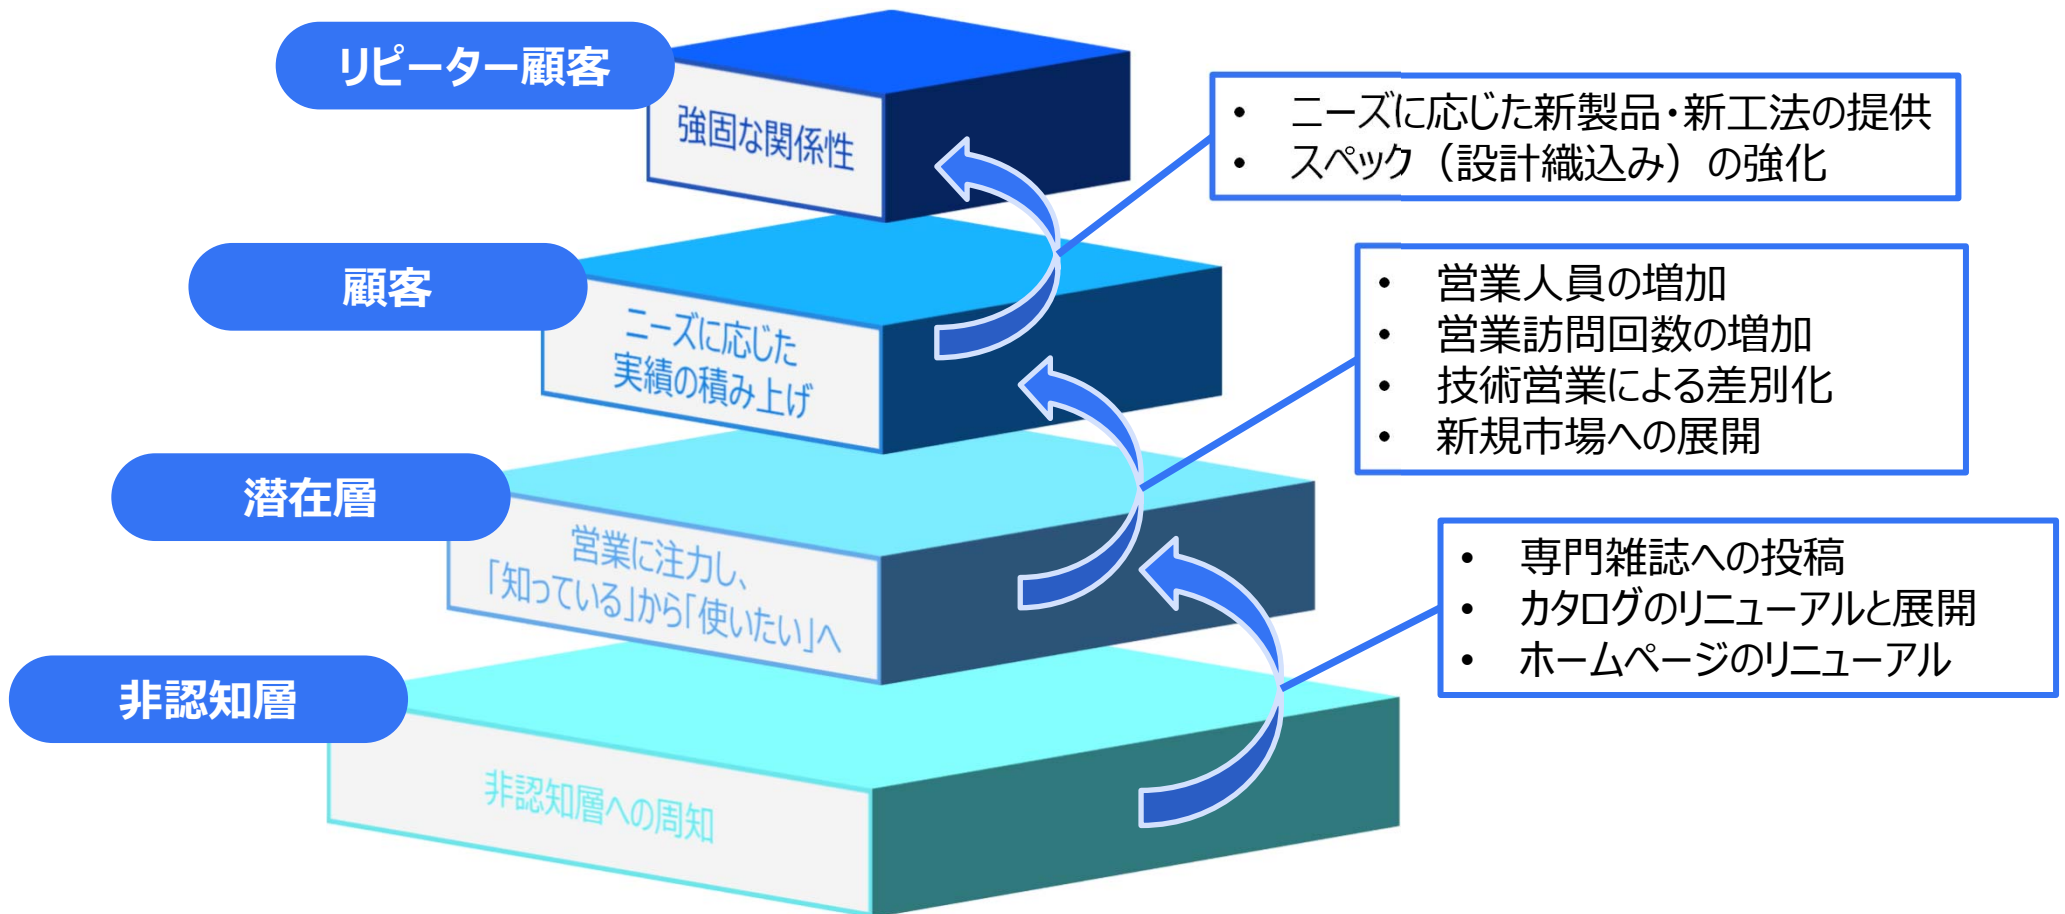 リピーター顧客
強固な関係性
• ニーズに応じた新製品・新工法の提供
• スペック（設計織込み）の強化
顧客
ニーズに応じた
実績の積み上げ
• 営業人員の増加
• 営業訪問回数の増加
• 技術営業による差別化
• 新規市場への展開
潜在層
営業に注力し、
「知っている」から「使いたい」へ
• 専門雑誌への投稿
• カタログのリニューアルと展開
• ホームページのリニューアル
非認知層
非認知層への周知